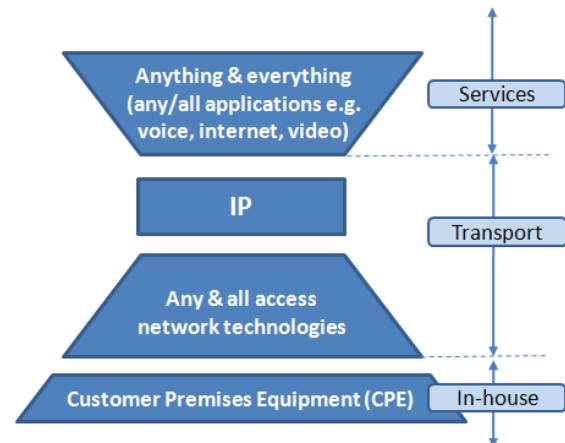 Anything & everything
(any/all applications e.g.
voice, internet, video)
Services
IP
Transport
Any & all access
network technologies
Customer Premises Equipment (CPE)
In-house